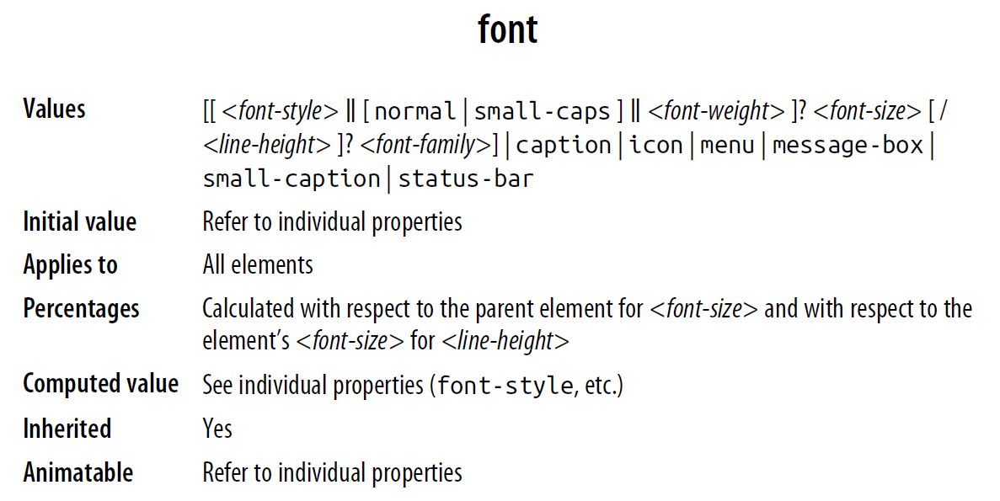 font
Values [[ <font-style> || [ normal | small-caps ] || <font-weight> ]? <font-size> [ /
<line-height> ]? <font-family>] | caption | icon | menu | message-box |
small-caption | status-bar
Initial value Refer to individual properties
Applies to All elements
Percentages Calculated with respect to the parent element for <font-size> and with respect to the
element’s <font-size> for <line-height>
Computed value See individual properties (font-style, etc.)
Inherited Yes
Animatable Refer to individual properties